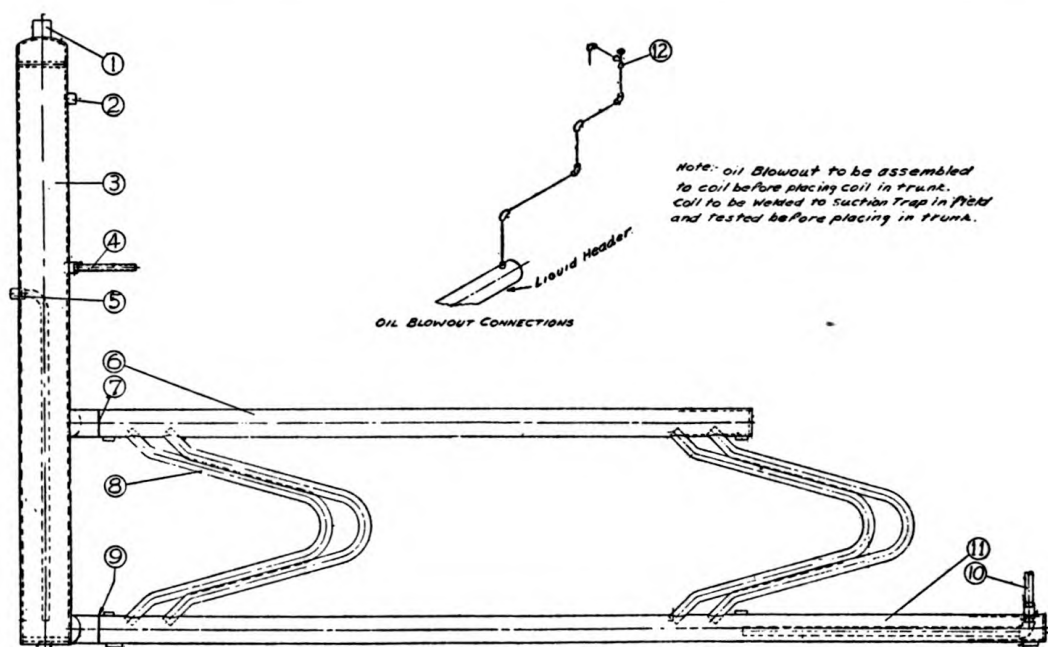 ①
②
③
④
⑤
⑥
⑦
⑧
⑨
⑩
⑪
⑫
Note: oil Blowout to be assembled
to coil before placing coil in trunk.
Coil to be Welded to Suction Trap in field
and tested before placing in trunk.
Liquid Header.
OIL BLOWOUT CONNECTIONS